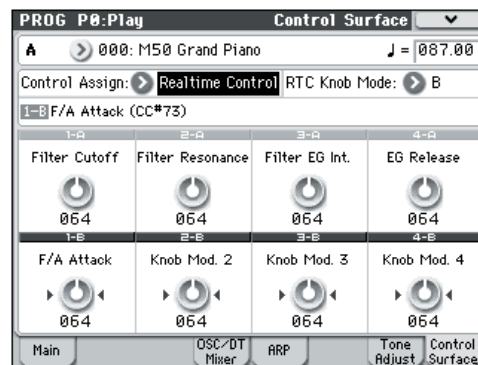 PROG P0:Play Control Surface
A 000: M50 Grand Piano ♩= 087.00
Control Assign: Realtime Control RTC Knob Mode: B
1-B F/A Attack (CC#73)
1-A 2-A 3-A 4-A
Filter Cutoff Filter Resonance Filter EG Int. EG Release
064 064 064 064
1-B 2-B 3-B 4-B
F/A Attack Knob Mod. 2 Knob Mod. 3 Knob Mod. 4
064 064 064 064
Main OSC/DT Mixer ARP Tone Adjust Control Surface